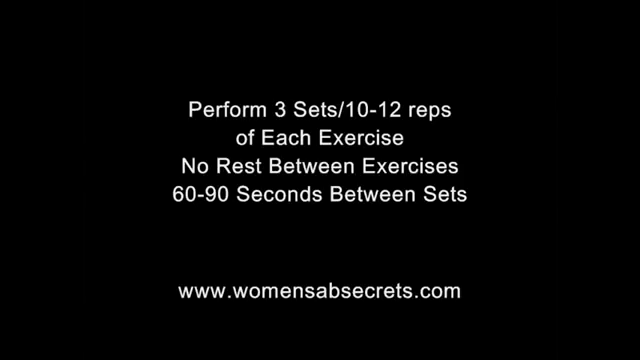 Perform 3 Sets/10-12 reps
of Each Exercise
No Rest Between Exercises
60-90 Seconds Between Sets
www.womensabsecrets.com